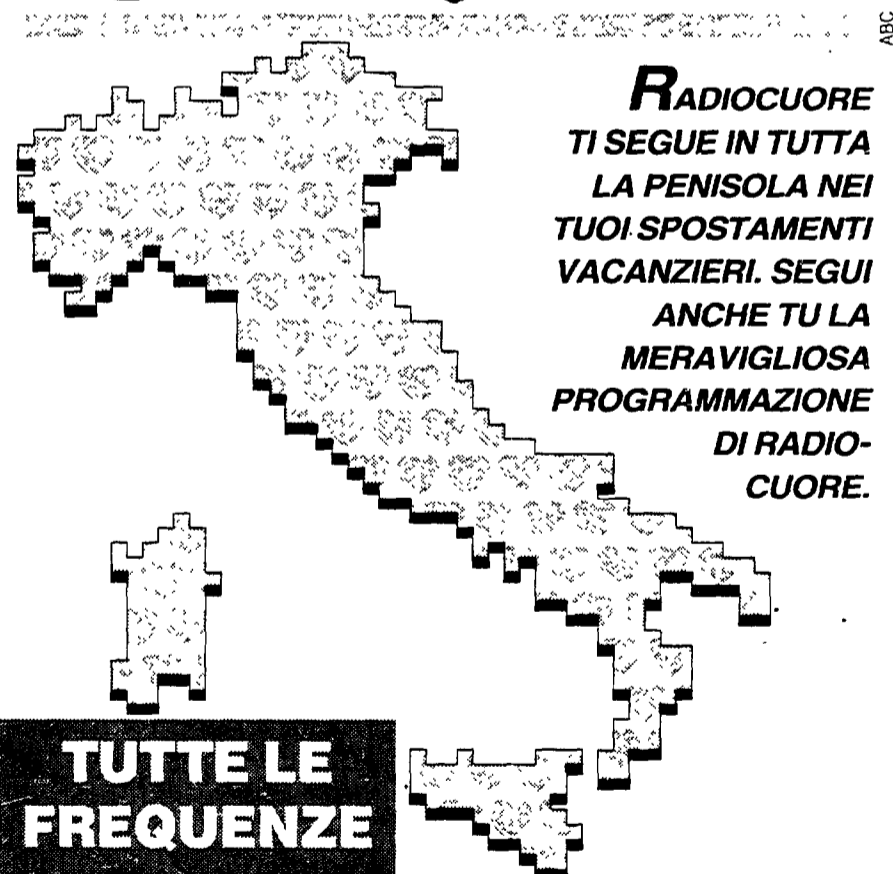 ABC
RADIOCUORE
TI SEGUE IN TUTTA
LA PENISOLA NEI
TUOI SPOSTAMENTI
VACANZIERI. SEGUI
ANCHE TU LA
MERAVIGLIOSA
PROGRAMMAZIONE
DI RADIO-
CUORE.
TUTTE LE
FREQUENZE